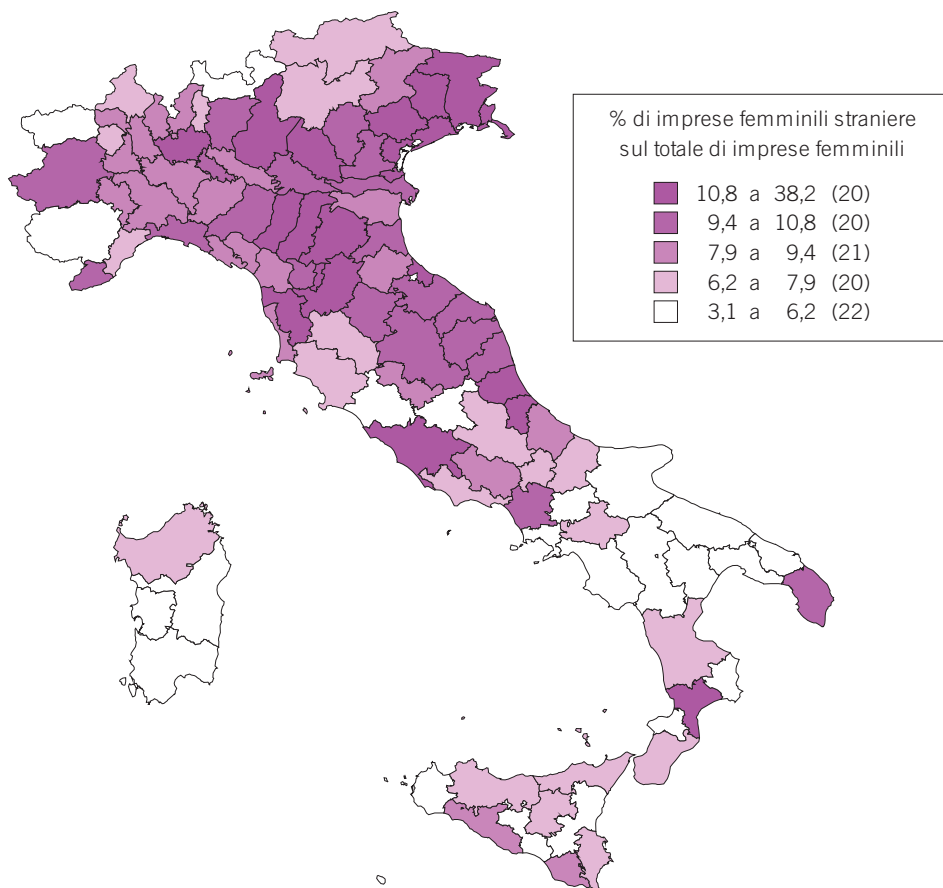 % di imprese femminili straniere
sul totale di imprese femminili
10,8 a 38,2 (20)
9,4 a 10,8 (20)
7,9 a 9,4 (21)
6,2 a 7,9 (20)
3,1 a 6,2 (22)